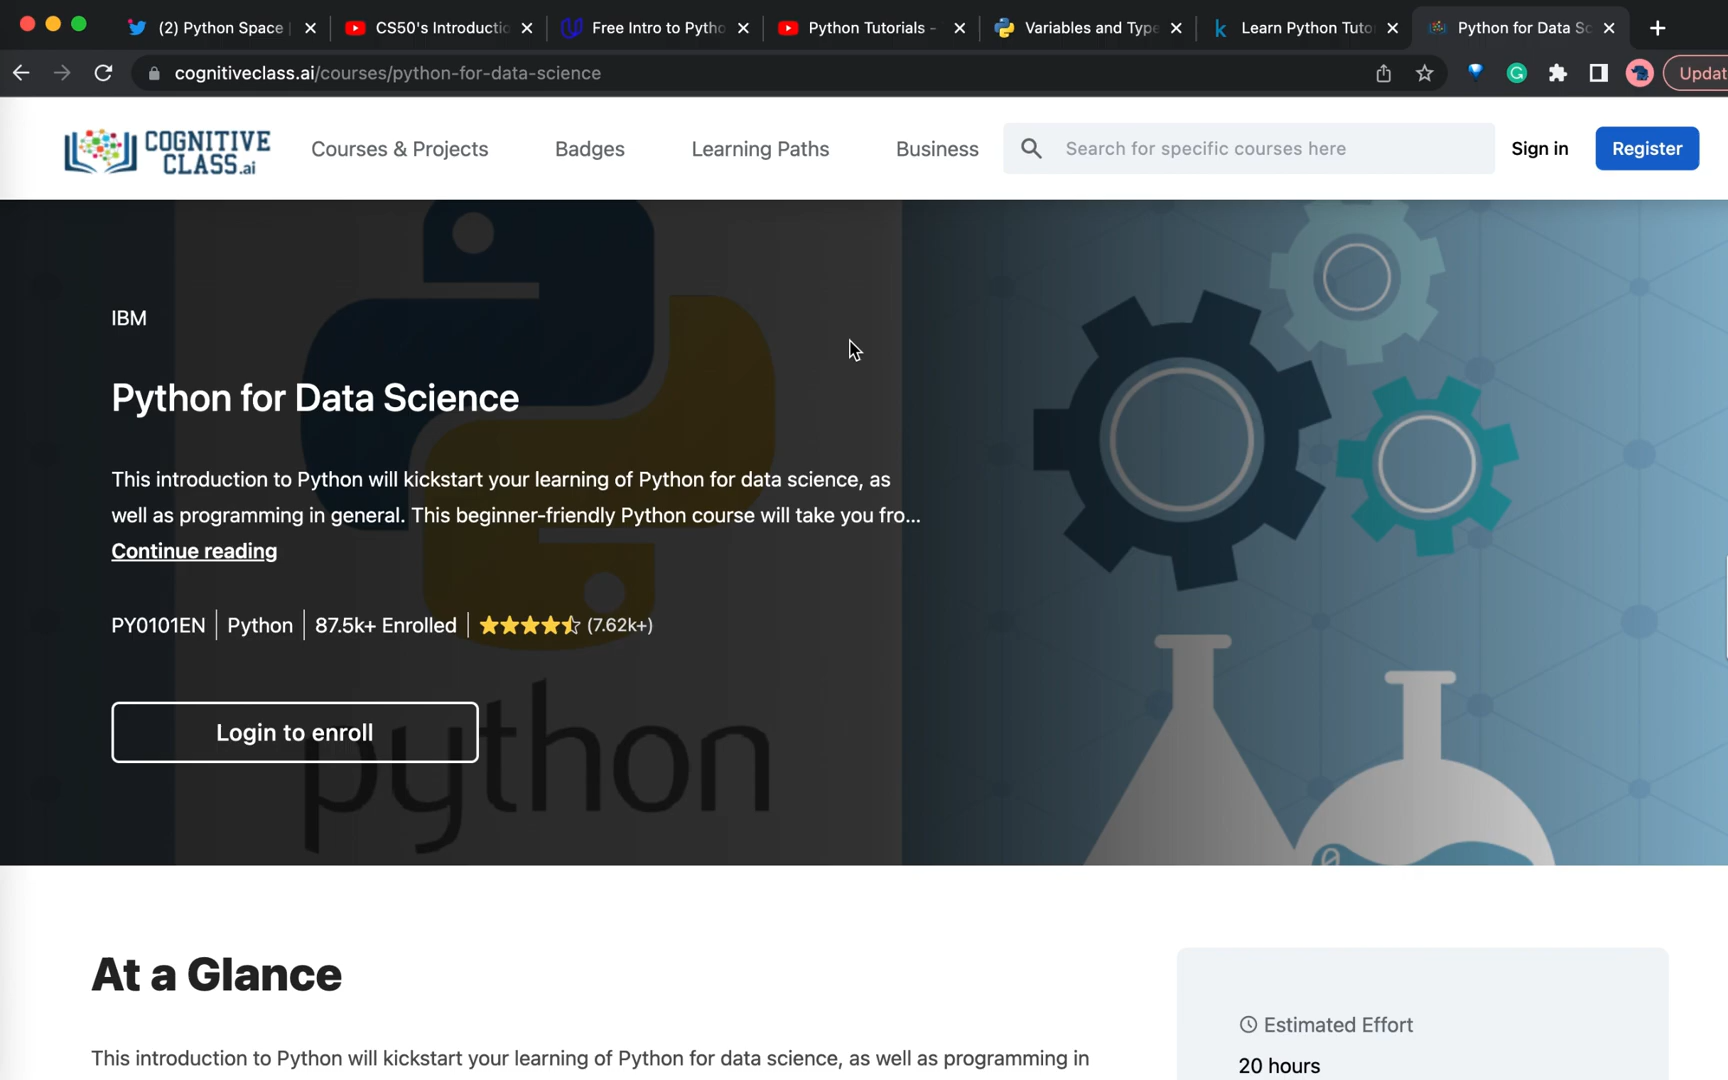 (2) Python Space
CS50's Introductio
Free Intro to Pytho
Python Tutorials -
Variables and Type
Learn Python Tuto
Python for Data Sc
cognitiveclass.ai/courses/python-for-data-science
Updat
COGNITIVE
CLASS.ai
Courses & Projects
Badges
Learning Paths
Business
Search for specific courses here
Sign in
Register
IBM
Python for Data Science
This introduction to Python will kickstart your learning of Python for data science, as
well as programming in general. This beginner-friendly Python course will take you fro...
Continue reading
PY0101EN
Python
87.5k+ Enrolled
(7.62k+)
Login to enroll
python
At a Glance
This introduction to Python will kickstart your learning of Python for data science, as well as programming in
Estimated Effort
20 hours